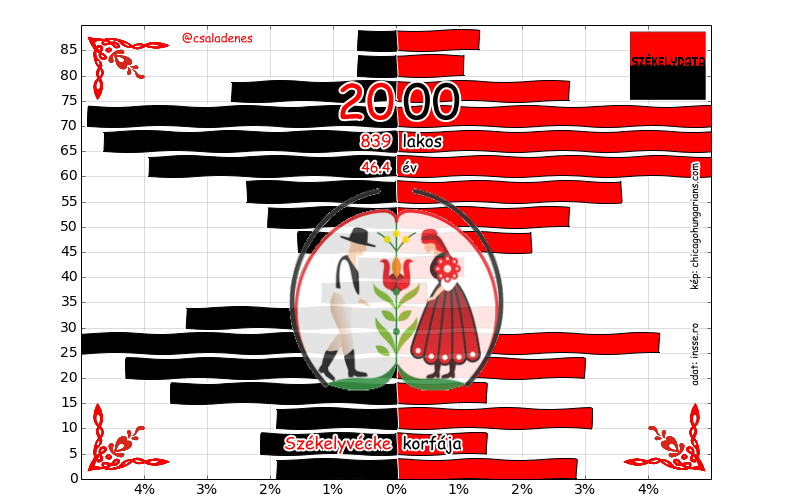 @csaladenes
SZÉKELYDATA
2000
839 lakos
46.4 év
Székelyvécke korfája
kép: chicagohungarians.com
adat: insse.ro
85
80
75
70
65
60
55
50
45
40
35
30
25
20
15
10
5
0
4% 3% 2% 1% 0% 1% 2% 3% 4%